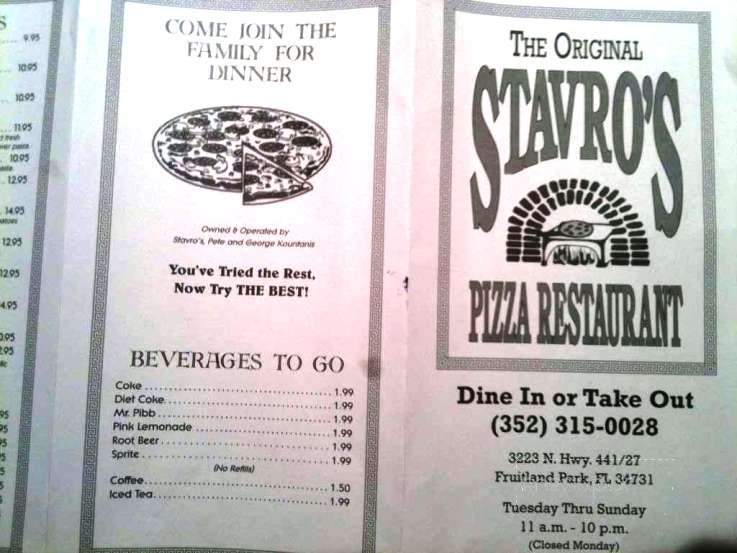 S
9.95
10.95
10.95
11.95
10.95
12.95
14.95
12.95
12.95
COME JOIN THE
FAMILY FOR
DINNER
Owned & Operated by
Stavro's, Pete and George Kountanis
You've Tried the Rest,
Now Try THE BEST!
BEVERAGES TO GO
Coke 1.99
Diet Coke 1.99
Mr. Pibb 1.99
Pink Lemonade 1.99
Root Beer 1.99
Sprite 1.99
(No Refills)
Coffee 1.50
Iced Tea 1.99
THE ORIGINAL
STAVRO'S
PIZZA RESTAURANT
Dine In or Take Out
(352) 315-0028
3223 N. Hwy. 441/27
Fruitland Park, FL 34731
Tuesday Thru Sunday
11 a.m. - 10 p.m.
(Closed Monday)